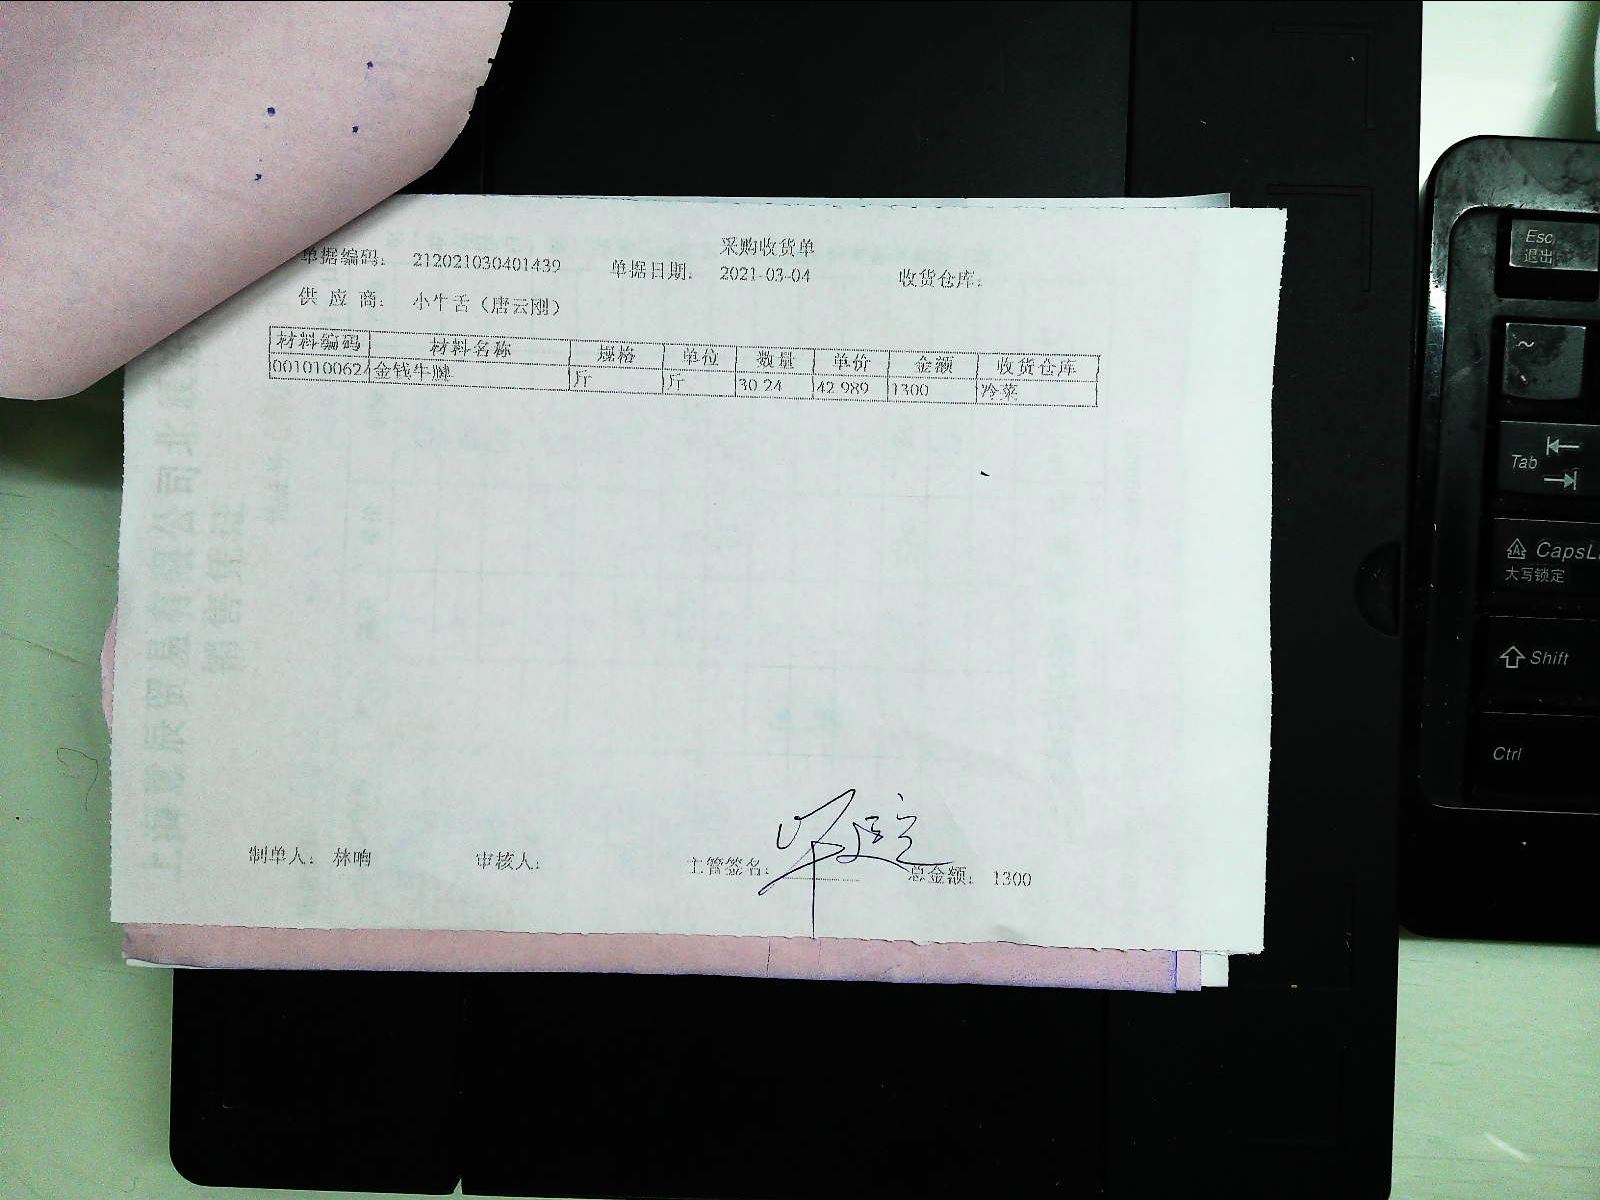 采购收货单
单据编码： 212021030401439 单据日期： 2021-03-04 收货仓库：
供 应 商： 小牛舌（唐云刚）
材料编码 材料名称 规格 单位 数量 单价 金额 收货仓库
0010100624 金钱牛腱 斤 斤 30.24 42.989 1300 冷菜
制单人： 林响 审核人： 主管签名： 总金额： 1300
Esc
退出
~
Tab
CapsL
大写锁定
Shift
Ctrl